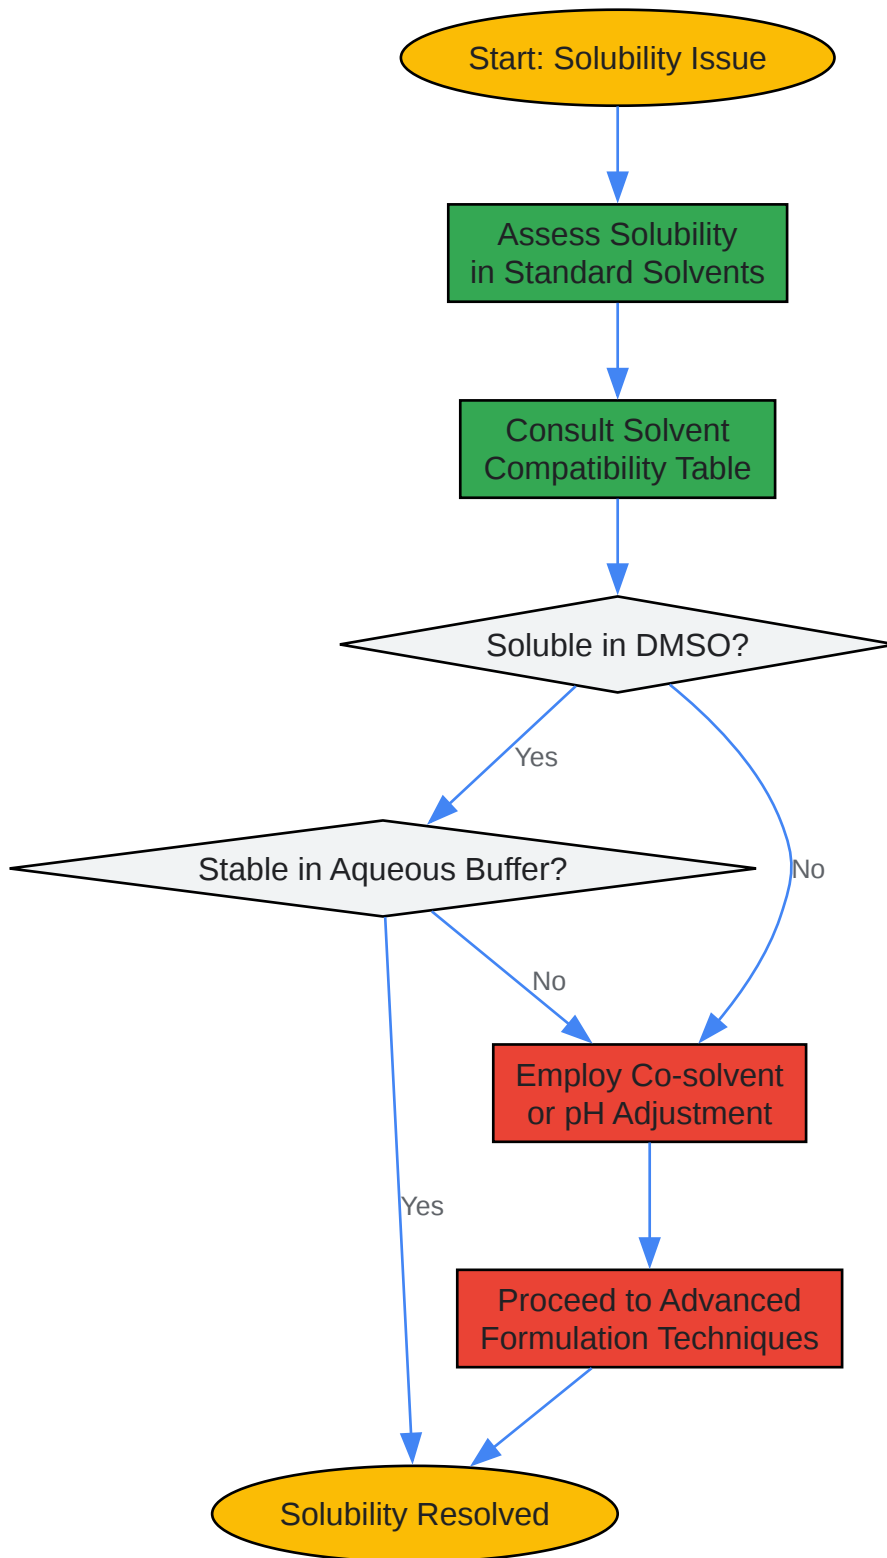 Start: Solubility Issue
Assess Solubility
in Standard Solvents
Consult Solvent
Compatibility Table
Soluble in DMSO?
Yes
Stable in Aqueous Buffer?
No
No
Employ Co-solvent
or pH Adjustment
Yes
Proceed to Advanced
Formulation Techniques
Solubility Resolved